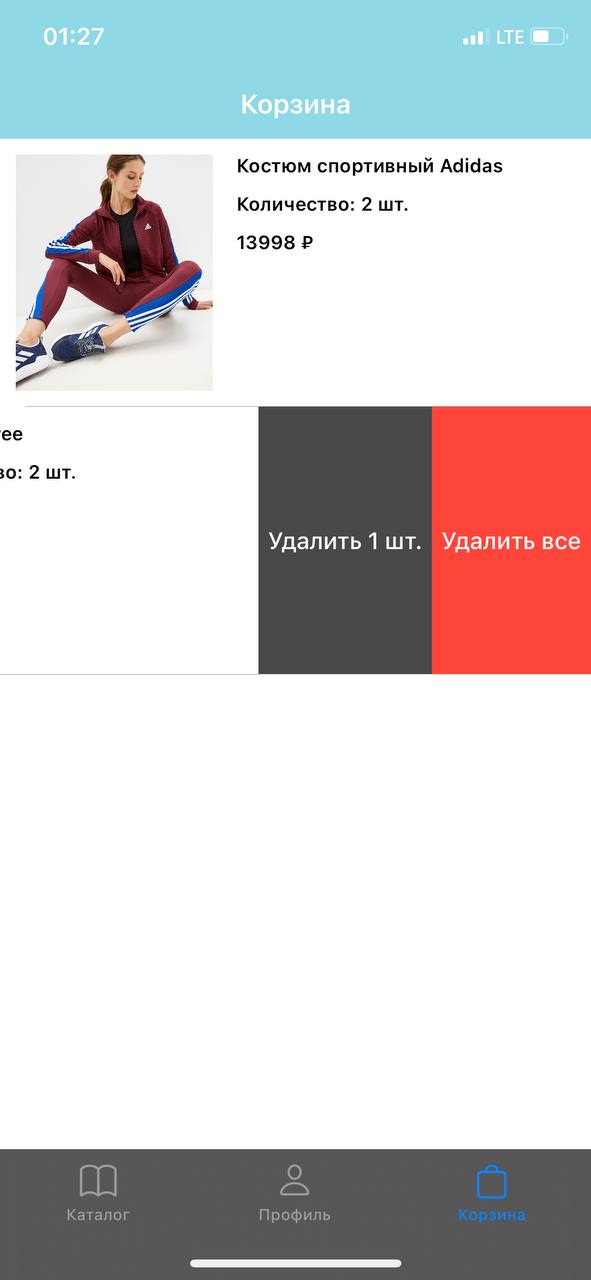 01:27
LTE
Корзина
Костюм спортивный Adidas
Количество: 2 шт.
13998 ₽
ee
во: 2 шт.
Удалить 1 шт.
Удалить все
Каталог
Профиль
Корзина